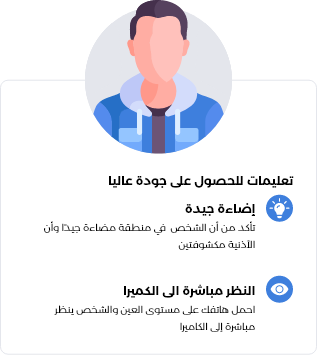 تعليمات للحصول على جودة عاليا
إضاءة جيدة
تأكد من أن الشخص في منطقة مضاءة جيدًا وأن
الآذنية مكشوفتين
النظر مباشرة الى الكميرا
احمل هاتفك على مستوى العين والشخص ينظر
مباشرة إلى الكاميرا